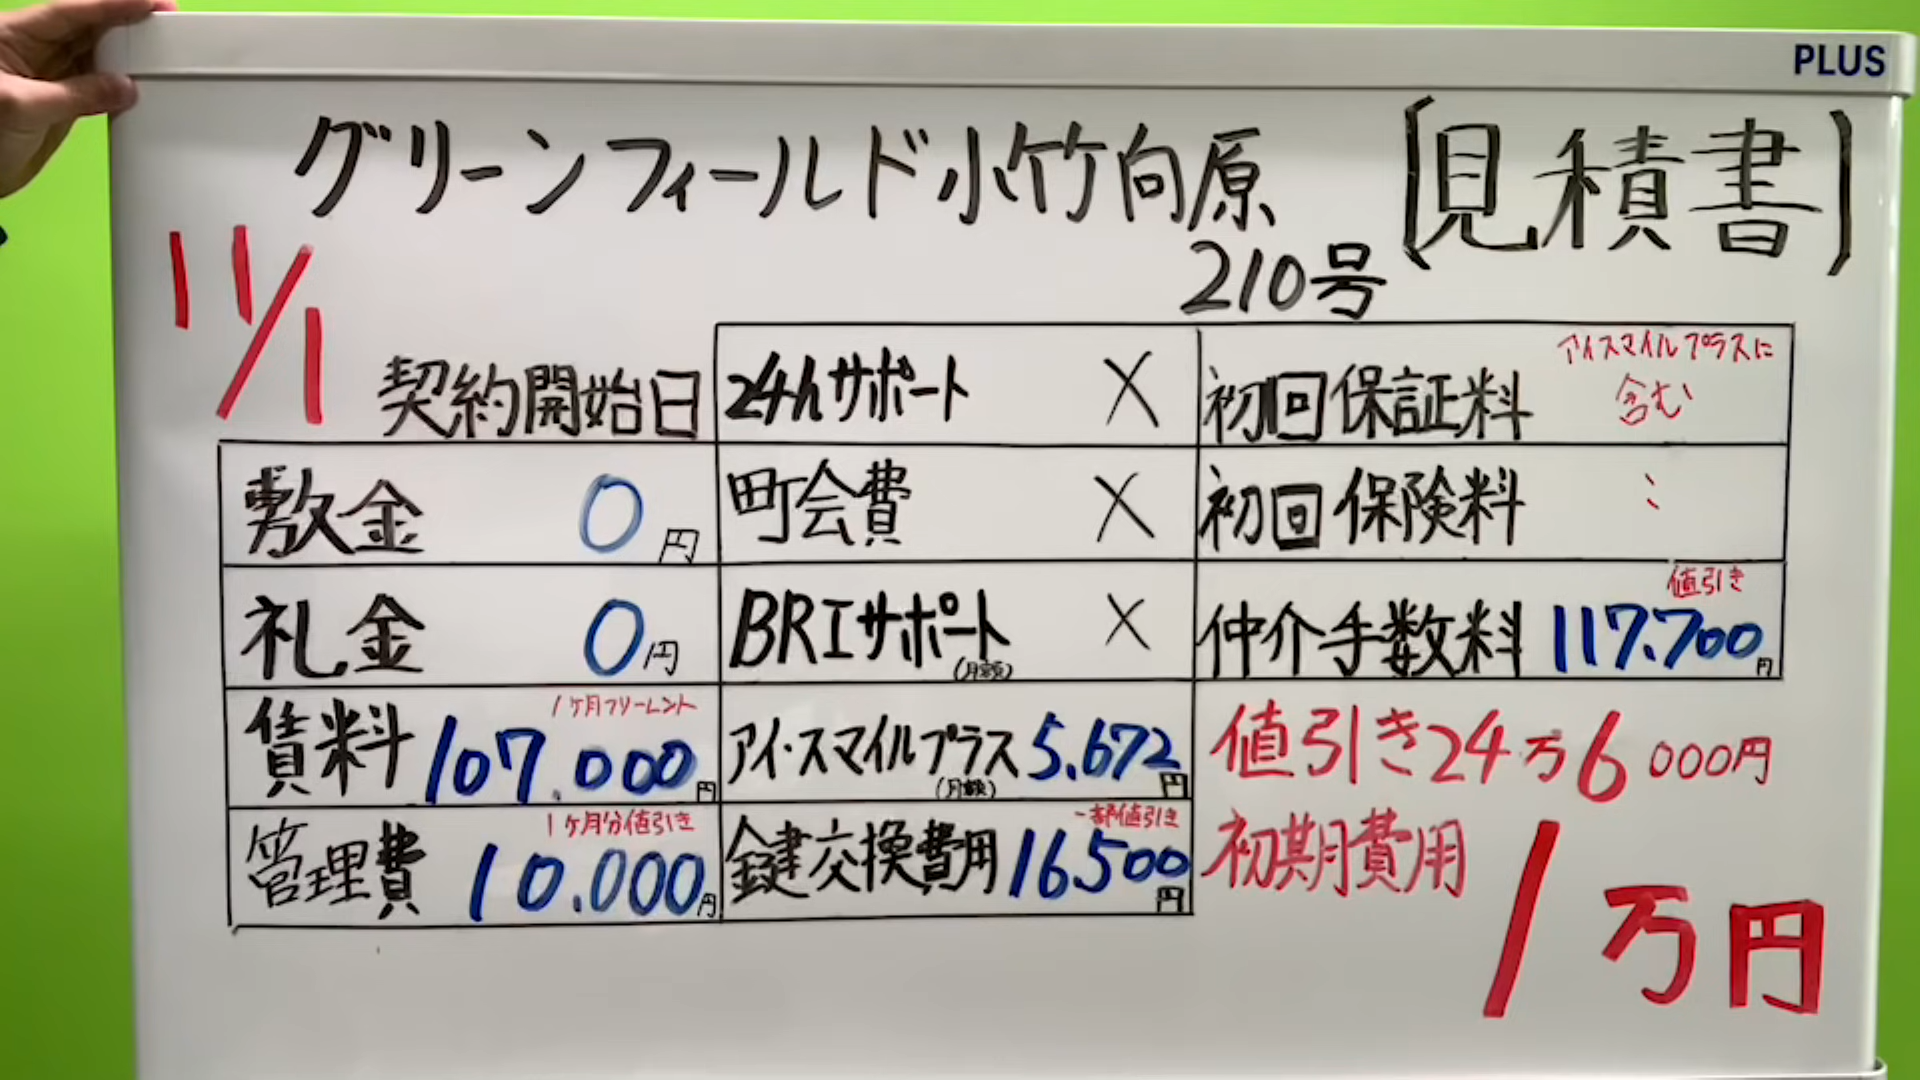 PLUS
グリーンフィールド小竹向原
[見積書]
210号
11/1
契約開始日
24hサポート ×
初回保証料 アイスマイルプラスに
含む
敷金 0円
町会費 ×
初回保険料 〻
礼金 0円
BRIサポート(月額) ×
仲介手数料 値引き
117.700円
賃料 1ヶ月フリーレント
107.000円
アイ・スマイルプラス(月額) 5.672円
値引き24万6000円
管理費 1ヶ月分値引き
10.000円
鍵交換費用 一部値引き
16.500円
初期費用
1万円